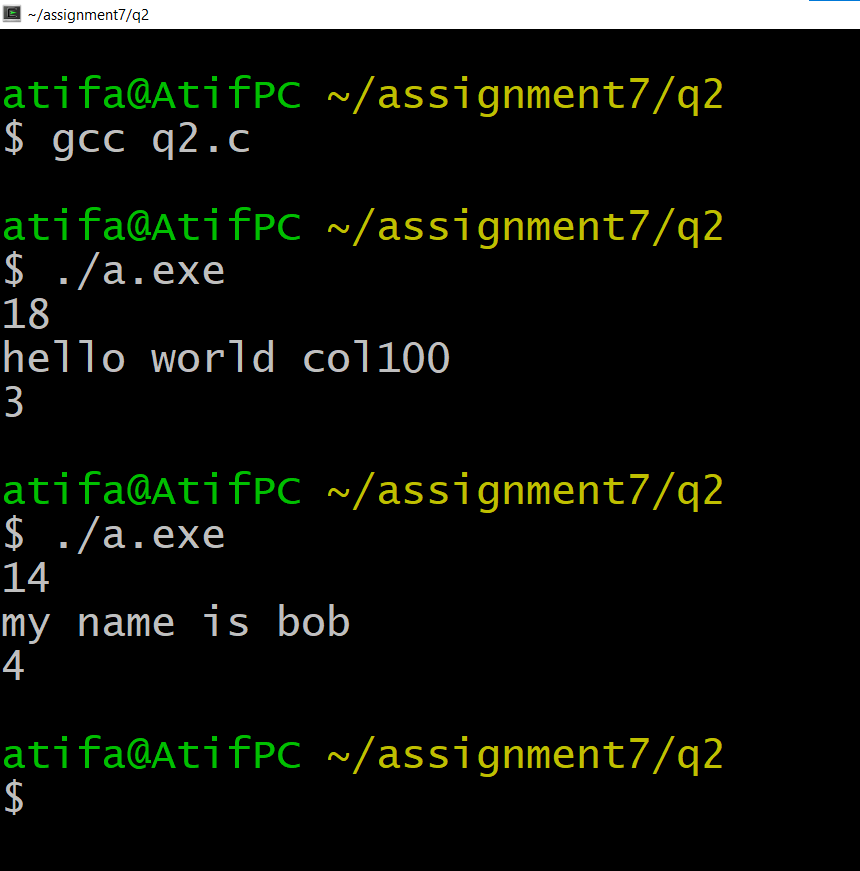 ~/assignment7/q2
atifa@AtifPC ~/assignment7/q2
$ gcc q2.c
atifa@AtifPC ~/assignment7/q2
$ ./a.exe
18
hello world col100
3
atifa@AtifPC ~/assignment7/q2
$ ./a.exe
14
my name is bob
4
atifa@AtifPC ~/assignment7/q2
$